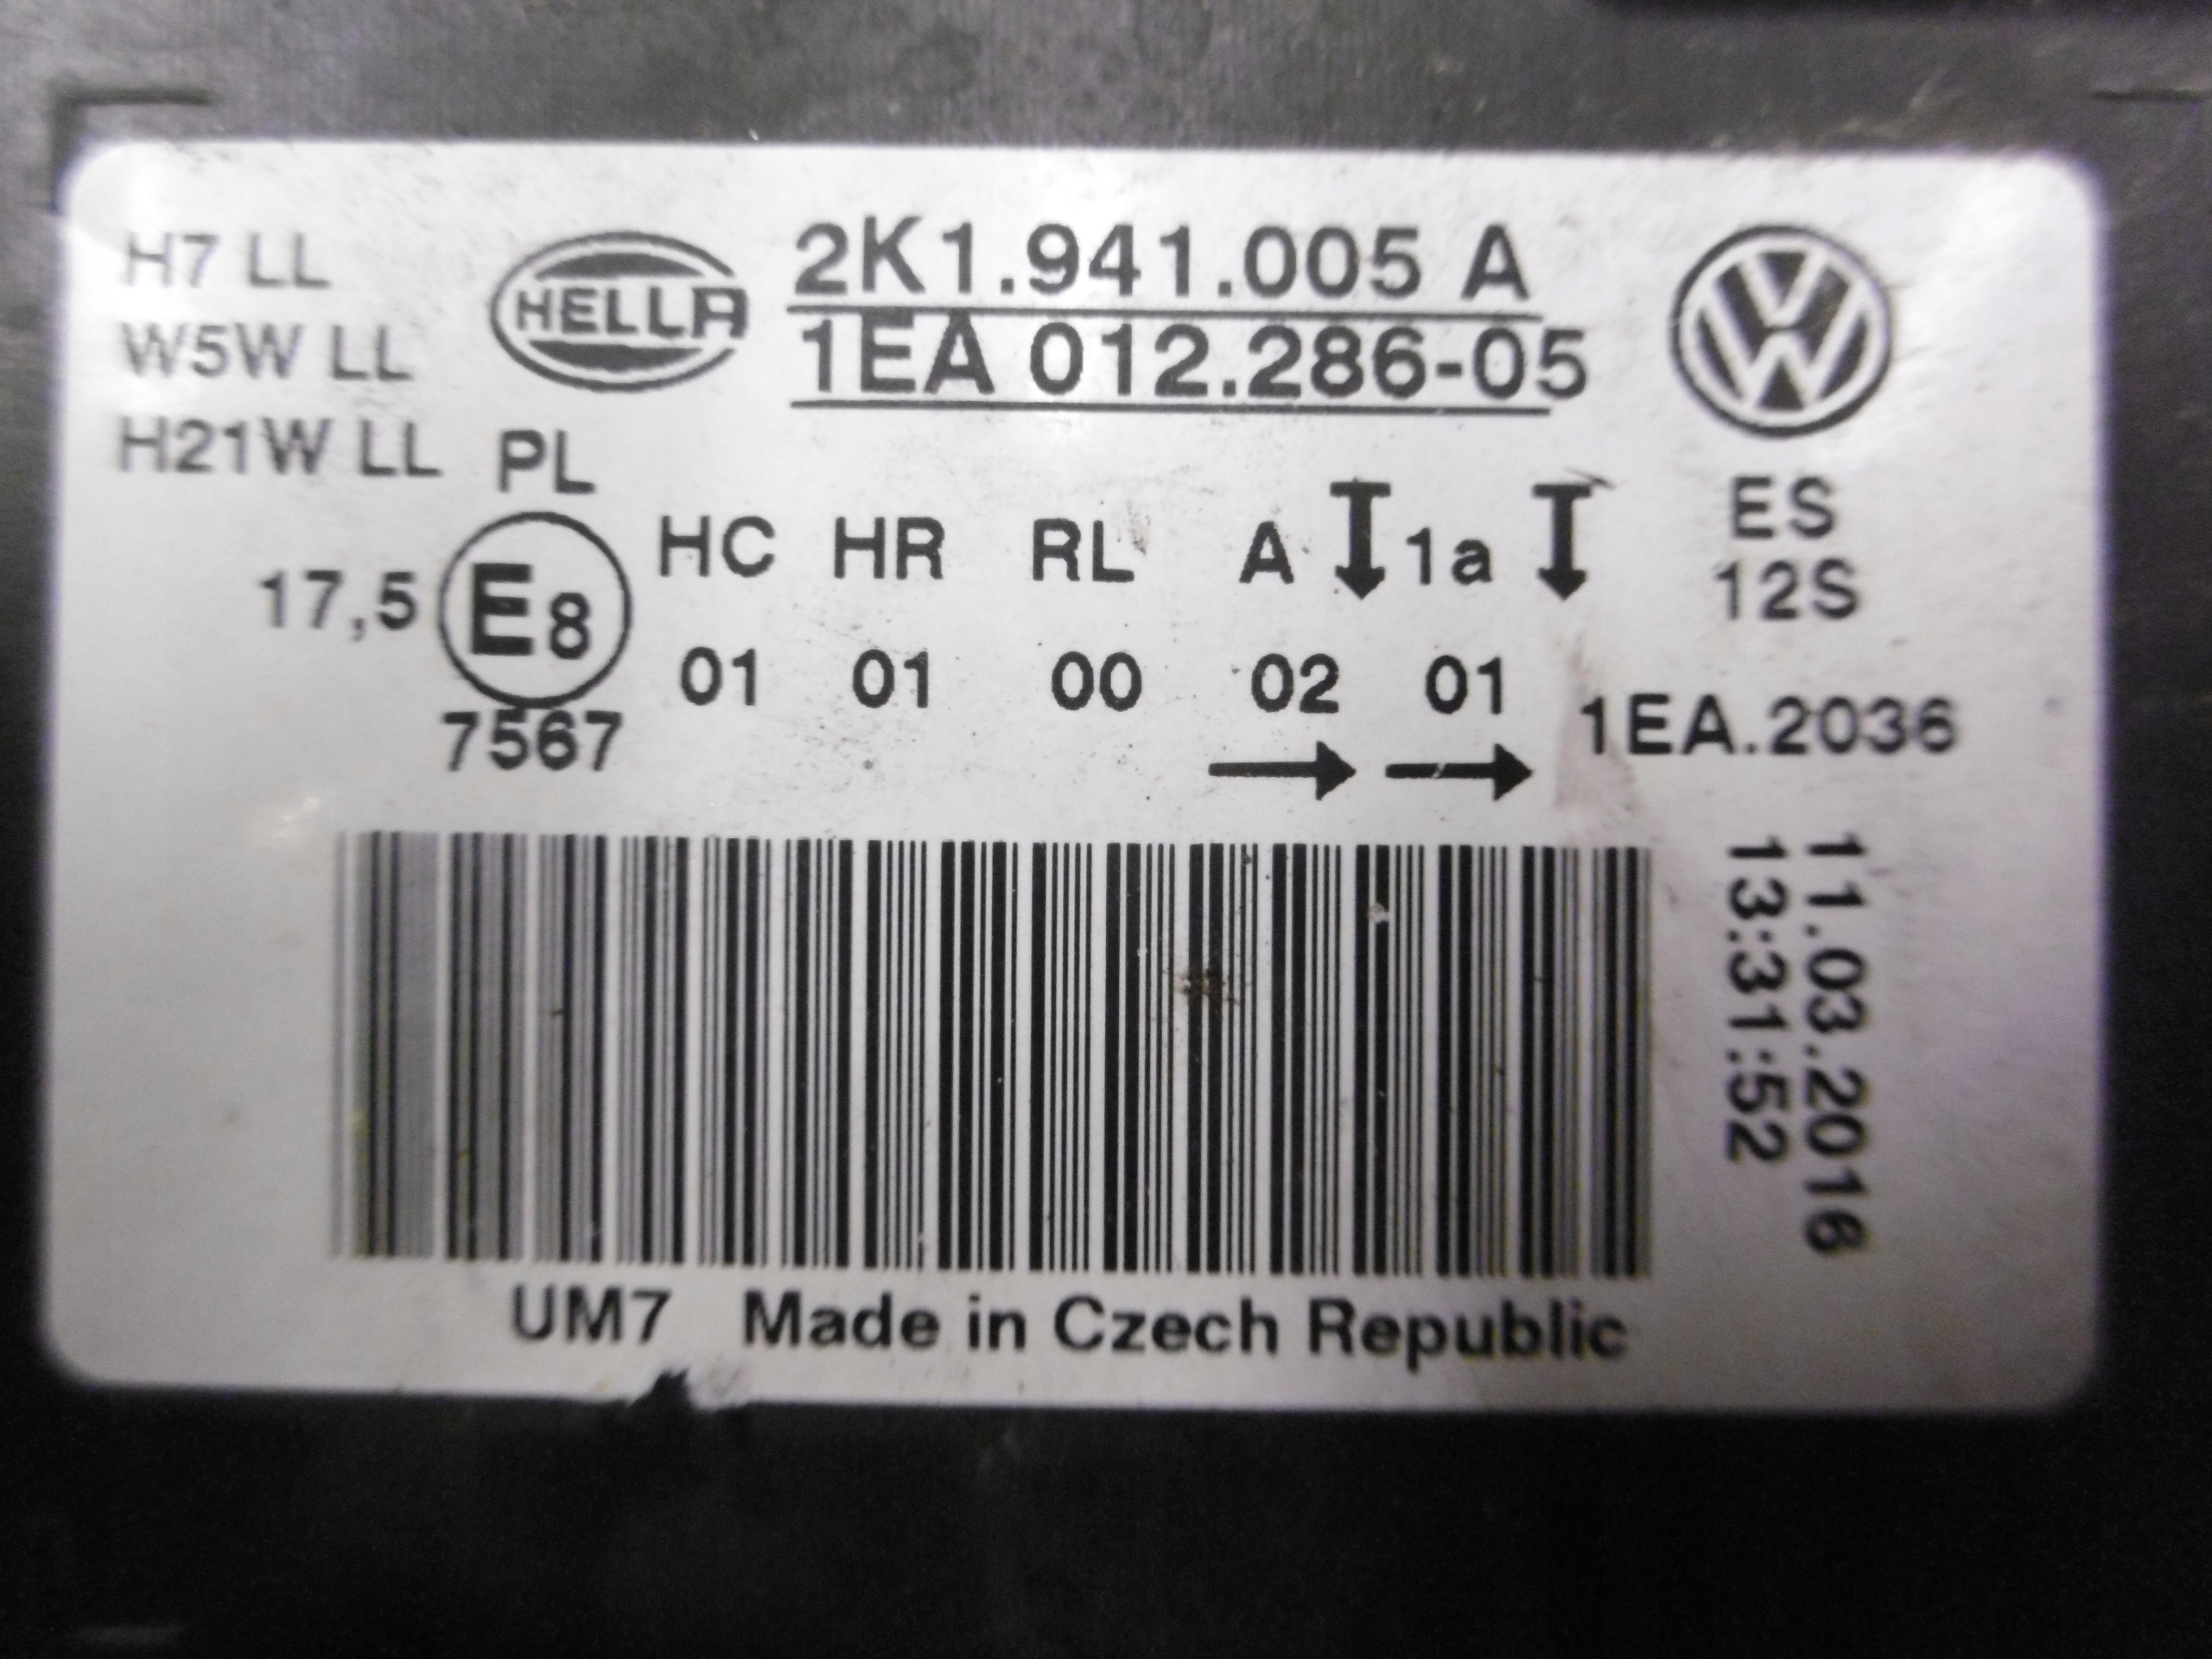 H7 LL
W5W LL
H21W LL
HELLA
2K1.941.005 A
1EA 012.286-05
PL
17,5
E8
7567
HC HR RL A 1a
01 01 00 02 01
ES
12S
1EA.2036
11.03.2016
13:31:52
UM7 Made in Czech Republic